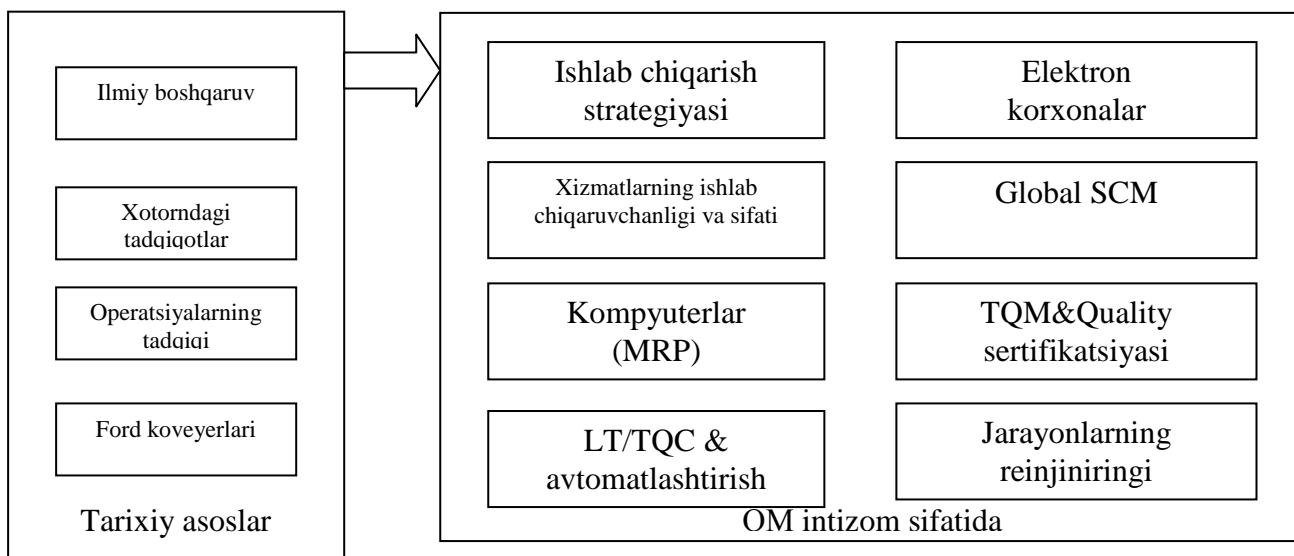 Ilmiy boshqaruv
Xotorndagi
tadqiqotlar
Operatsiyalarning
tadqiqi
Ford koveyerlari
Tarixiy asoslar
Ishlab chiqarish
strategiyasi
Elektron
korxonalar
Xizmatlarning ishlab
chiqaruvchanligi va sifati
Global SCM
Kompyuterlar
(MRP)
TQM&Quality
sertifikatsiyasi
LT/TQC &
avtomatlashtirish
Jarayonlarning
reinjiniringi
OM intizom sifatida